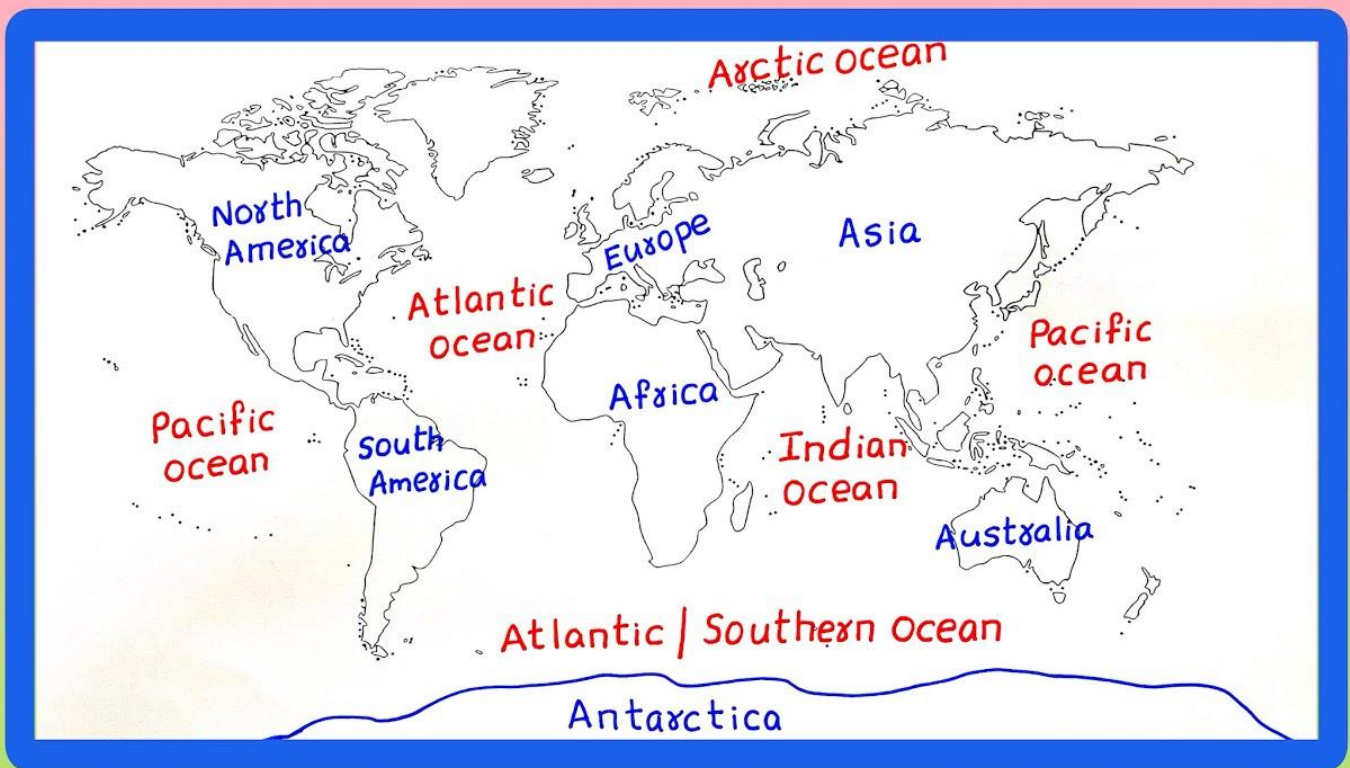 Arctic ocean
North
America
Europe
Asia
Atlantic
ocean
Pacific
ocean
Africa
Pacific
ocean
South
America
Indian
ocean
Australia
Atlantic / Southern ocean
Antarctica